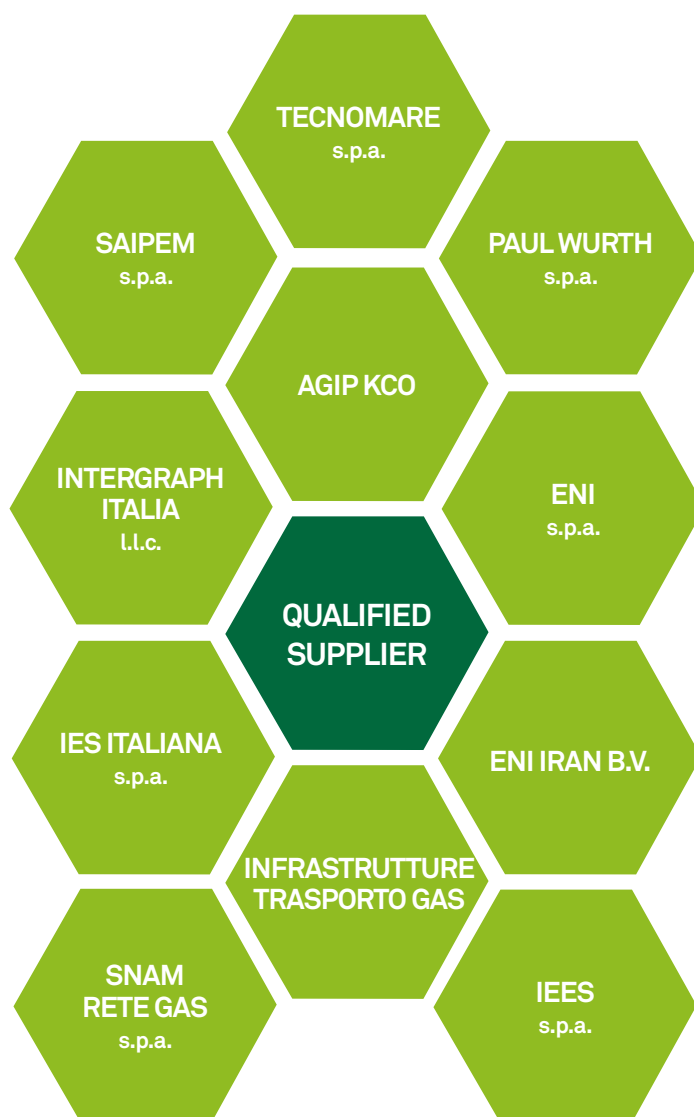 TECNOMARE
s.p.a.
SAIPEM
s.p.a.
PAUL WURTH
s.p.a.
AGIP KCO
INTERGRAPH
ITALIA
l.l.c.
ENI
s.p.a.
QUALIFIED
SUPPLIER
IES ITALIANA
s.p.a.
ENI IRAN B.V.
INFRASTRUTTURE
TRASPORTO GAS
SNAM
RETE GAS
s.p.a.
IEES
s.p.a.